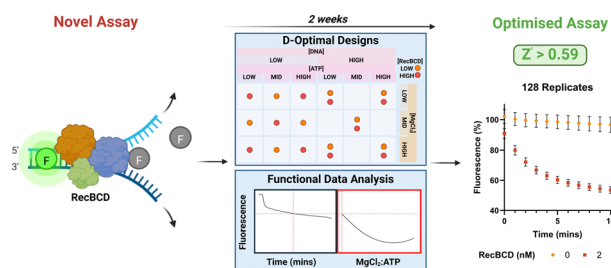 Novel Assay
2 weeks
Optimised Assay
D-Optimal Designs
[DNA]
LOW HIGH
[ATP]
LOW MID HIGH LOW MID HIGH
[RecBCD]
LOW
HIGH
LOW
MID
HIGH
[MgCl₂]
5'
3'
F
F
F
RecBCD
Functional Data Analysis
Fluorescence
Time (mins)
MgCl₂:ATP
Z' > 0.59
128 Replicates
Fluorescence (%)
100
80
60
40
0 5 1
Time (mins)
RecBCD (nM) 0 2